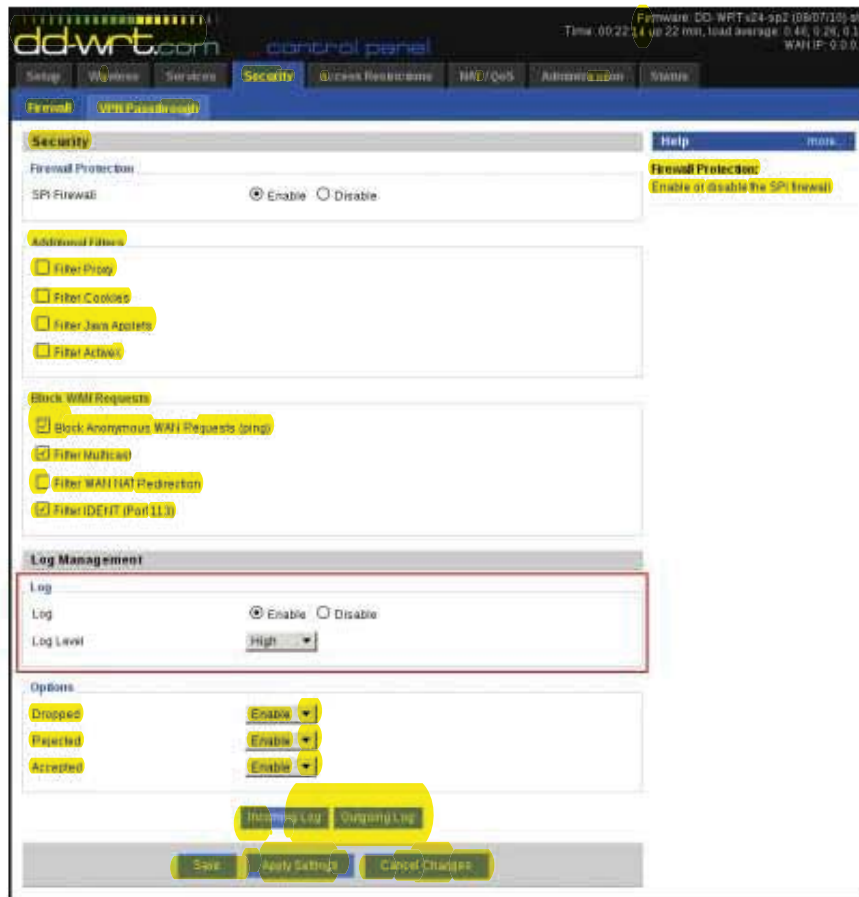 Firmware: DD-WRT v24-sp2 (08/07/10)
Time: 00:22:14 up 22 min, load average: 0.46, 0.26, 0.1
WAN IP: 0.0.0.
dd-wrt.com ... control panel
Setup Wireless Services Security Access Restrictions NAT / QoS Administration Status
Firewall VPN Passthrough
Security
Firewall Protection
SPI Firewall Enable Disable
Additional Filters
Filter Proxy
Filter Cookies
Filter Java Applets
Filter ActiveX
Block WAN Requests
Block Anonymous WAN Requests (ping)
Filter Multicast
Filter WAN NAT Redirection
Filter IDENT (Port 113)
Log Management
Log
Log Enable Disable
Log Level High
Options
Dropped Enable
Rejected Enable
Accepted Enable
Incoming Log Outgoing Log
Save Apply Settings Cancel Changes
Help more...
Firewall Protection:
Enable or disable the SPI firewall